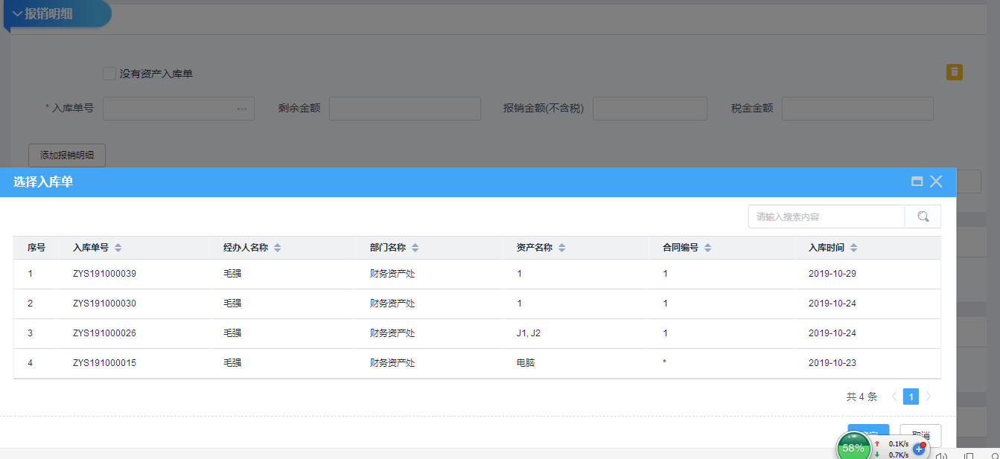 报销明细
没有资产入库单
* 入库单号 ... 剩余金额 报销金额(不含税) 税金金额
添加报销明细
选择入库单
请输入搜索内容
序号 入库单号 经办人名称 部门名称 资产名称 合同编号 入库时间
1 ZYS191000039 毛强 财务资产处 1 1 2019-10-29
2 ZYS191000030 毛强 财务资产处 1 1 2019-10-24
3 ZYS191000026 毛强 财务资产处 J1, J2 1 2019-10-24
4 ZYS191000015 毛强 财务资产处 电脑 * 2019-10-23
共 4 条 1
取消
58% 0.1K/s
0.7K/s